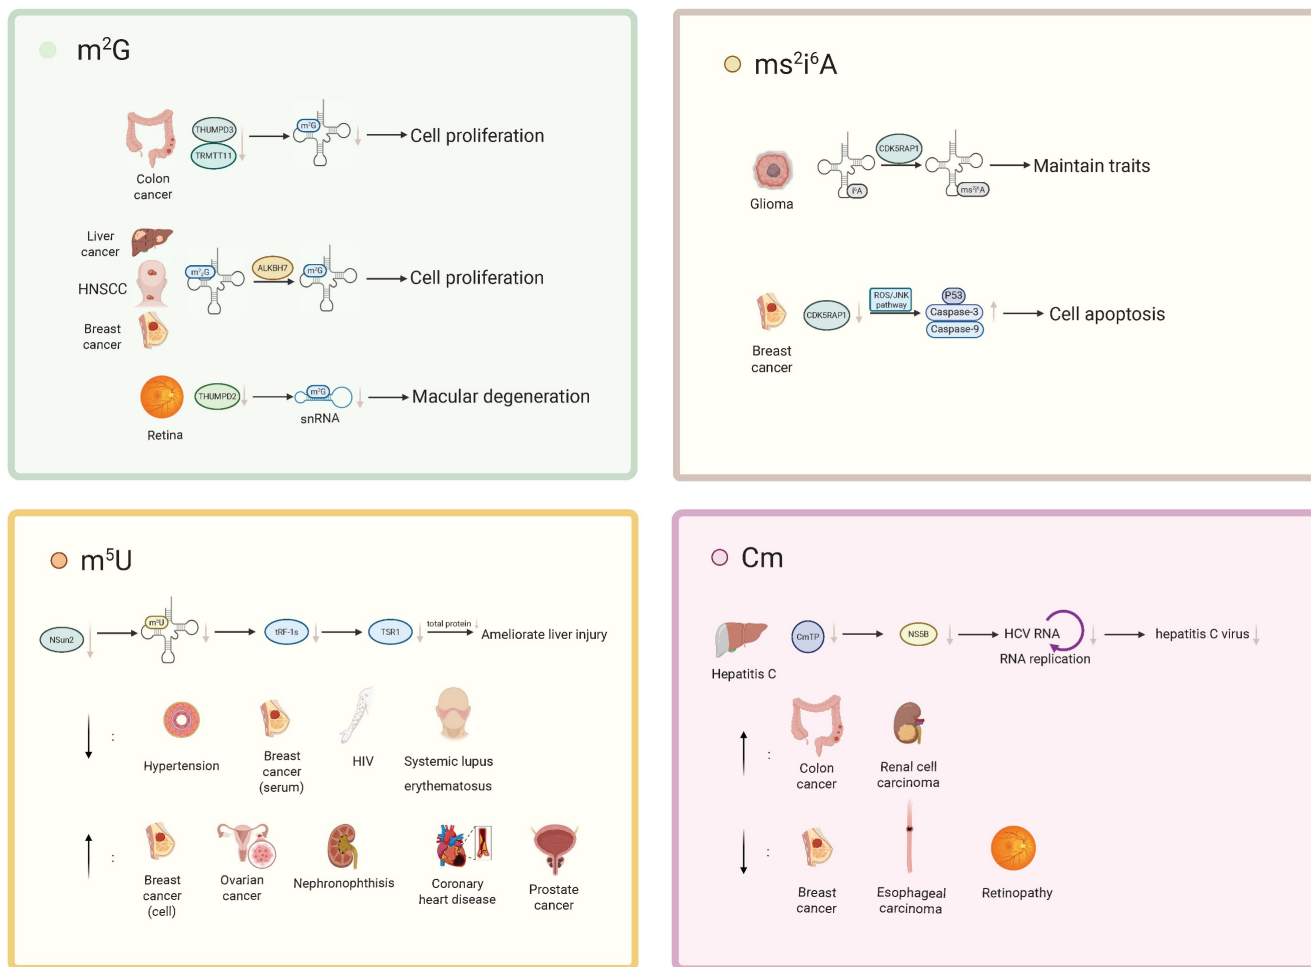 m²G
THUMPD3
TRMTT11
m²G
Cell proliferation
Colon
cancer
Liver
cancer
HNSCC
Breast
cancer
m²₂G
ALKBH7
m²G
Cell proliferation
THUMPD2
m²G
snRNA
Macular degeneration
Retina
ms²i⁶A
CDK5RAP1
i⁶A
ms²i⁶A
Maintain traits
Glioma
CDK5RAP1
ROS/JNK
pathway
P53
Caspase-3
Caspase-9
Cell apoptosis
Breast
cancer
m⁵U
NSun2
m⁵U
tRF-1s
TSR1
total protein
Ameliorate liver injury
:
Hypertension
Breast
cancer
(serum)
HIV
Systemic lupus
erythematosus
:
Breast
cancer
(cell)
Ovarian
cancer
Nephronophthisis
Coronary
heart disease
Prostate
cancer
Cm
Hepatitis C
CmTP
NS5B
HCV RNA
RNA replication
hepatitis C virus
:
Colon
cancer
Renal cell
carcinoma
:
Breast
cancer
Esophageal
carcinoma
Retinopathy